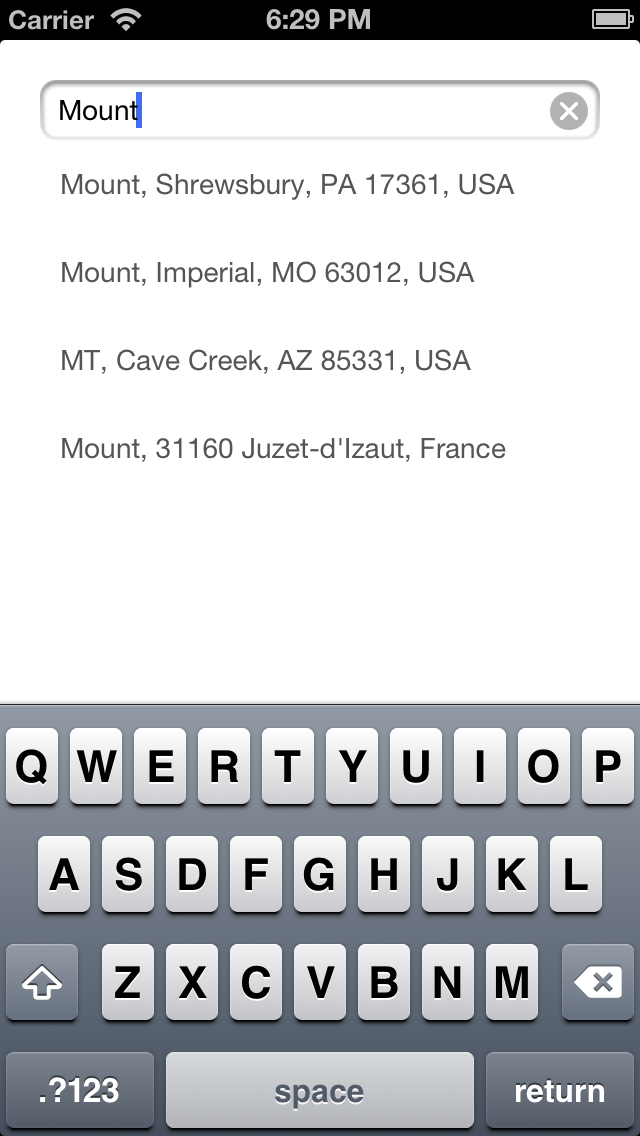 Carrier 6:29 PM
Mount
Mount, Shrewsbury, PA 17361, USA
Mount, Imperial, MO 63012, USA
MT, Cave Creek, AZ 85331, USA
Mount, 31160 Juzet-d'Izaut, France
Q W E R T Y U I O P
A S D F G H J K L
Z X C V B N M
.?123 space return